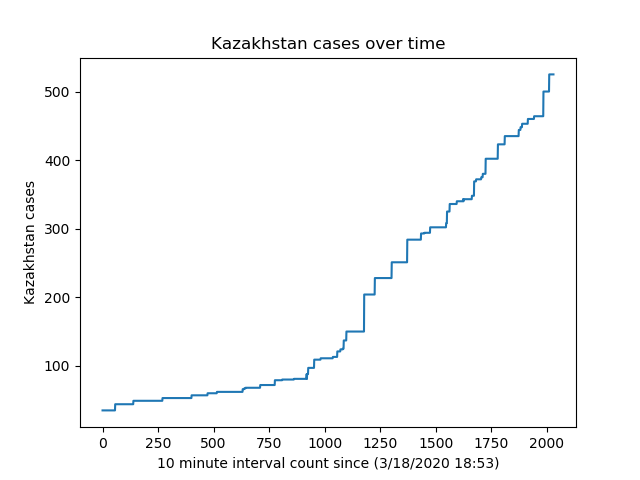 Kazakhstan cases over time
Kazakhstan cases
500
400
300
200
100
0 250 500 750 1000 1250 1500 1750 2000
10 minute interval count since (3/18/2020 18:53)